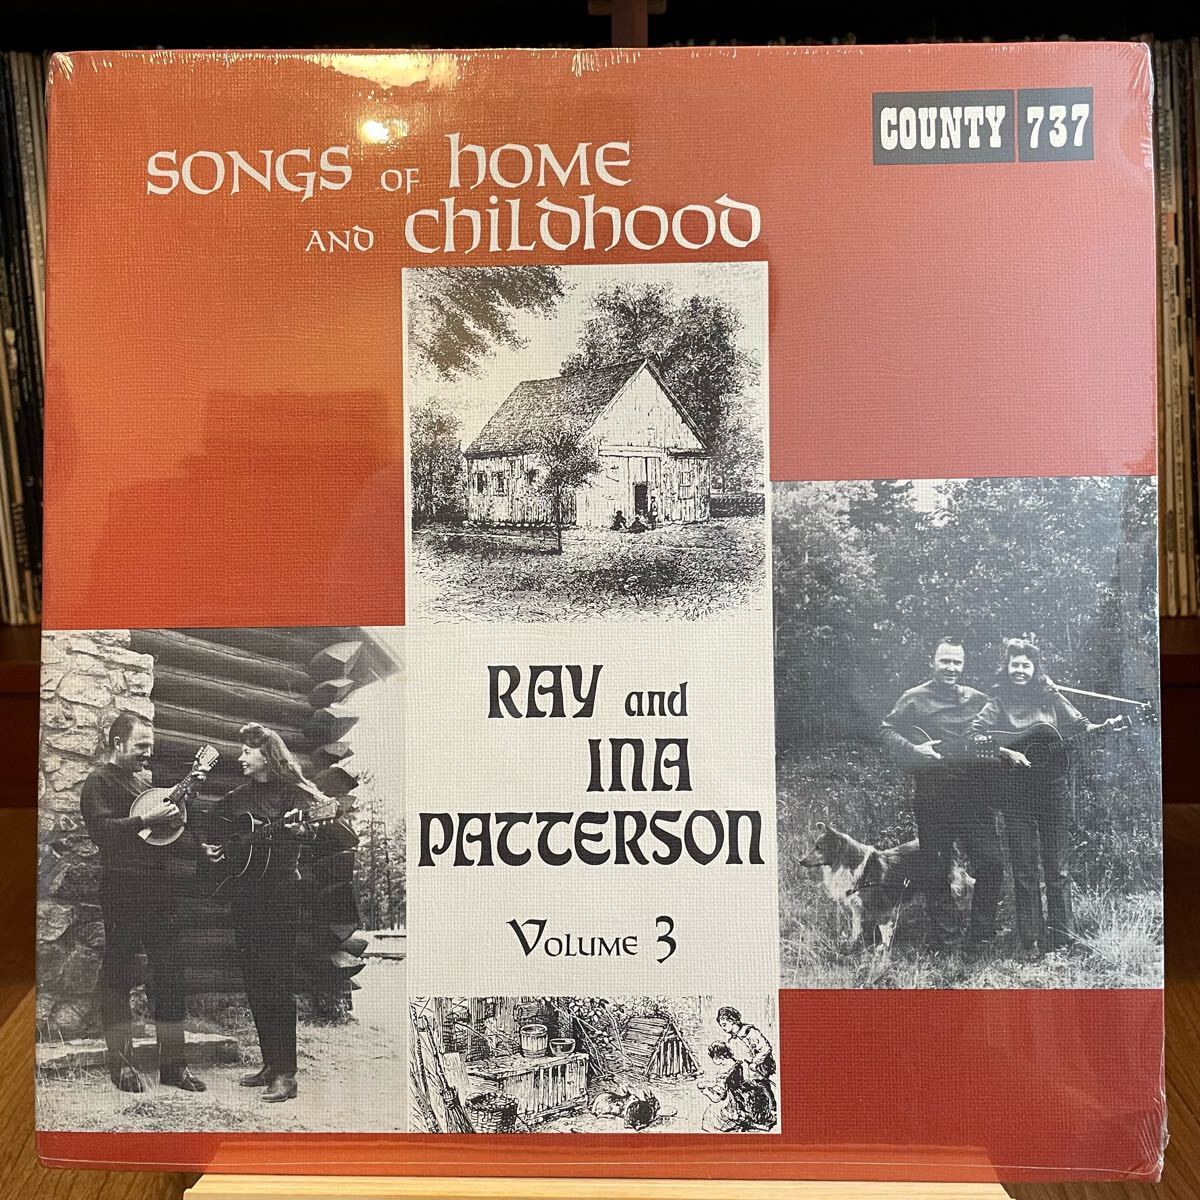 COUNTY 737
SONGS OF HOME
AND CHILDHOOD
RAY and
INA
PATTERSON
VOLUME 3